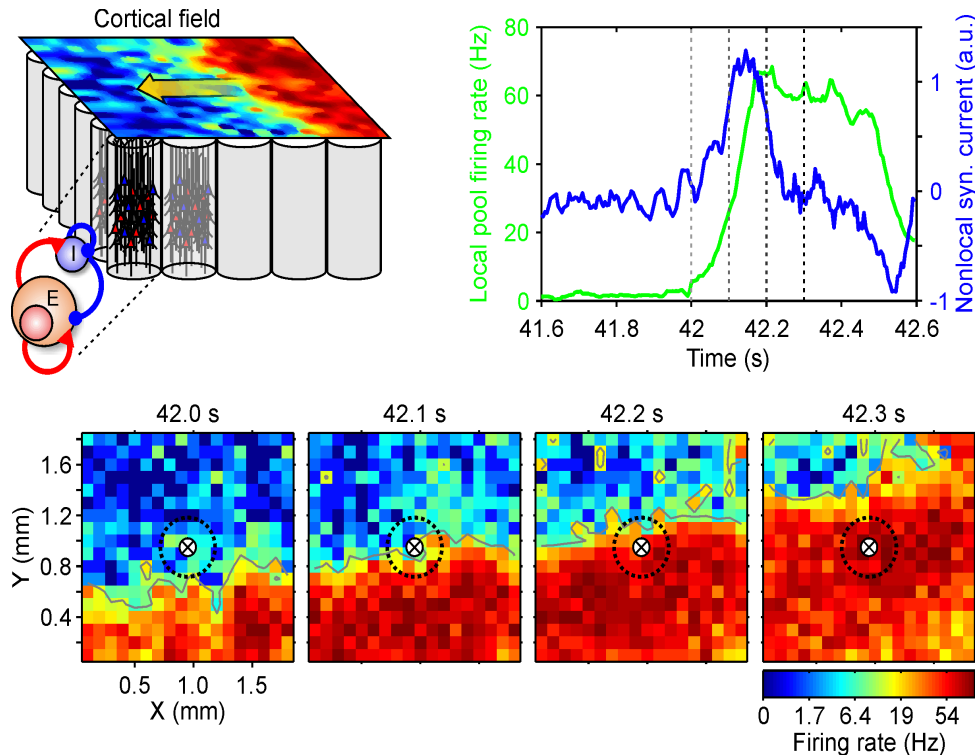 Cortical field
I
E
Local pool firing rate (Hz)
80
60
40
20
0
Nonlocal syn. current (a.u.)
1
0
-1
41.6
41.8
42
42.2
42.4
42.6
Time (s)
42.0 s
42.1 s
42.2 s
42.3 s
Y (mm)
1.6
1.2
0.8
0.4
0.5
1.0
1.5
X (mm)
0
1.7
6.4
19
54
Firing rate (Hz)